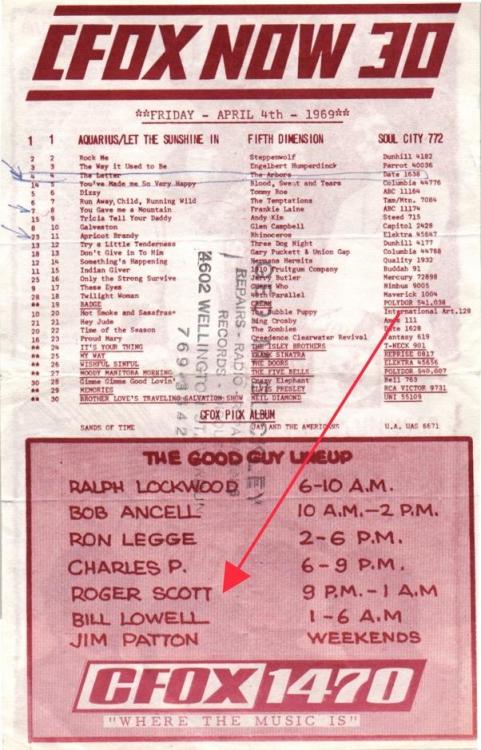 CFOX NOW 30
**FRIDAY - APRIL 4th - 1969**
1 1 AQUARIUS/LET THE SUNSHINE IN FIFTH DIMENSION SOUL CITY 772
2 2 Rock Me Steppenwolf Dunhill 4182
3 3 The Way it Used to Be Engelbert Humperdinck Parrot 40036
4 4 The Letter The Arbors Date 1638
14 5 You've Made me So Very Happy Blood, Sweat and Tears Columbia 44776
5 6 Dizzy Tommy Roe ABC 11164
6 7 Run Away, Child, Running Wild The Temptations Tam/Mtn. 7084
7 8 You Gave me a Mountain Frankie Laine ABC 11174
15 9 Tricia Tell Your Daddy Andy Kim Steed 715
8 10 Galveston Glen Campbell Capitol 2428
23 11 Apricot Brandy Rhinoceros Elektra 45647
13 12 Try a Little Tenderness Three Dog Night Dunhill 4177
18 13 Don't Give in To Him Gary Puckett & Union Gap Columbia 44788
12 14 Something's Happening Hermans Hermits Quality 1932
11 15 Indian Giver 1910 Fruitgum Company Buddah 91
25 16 Only the Strong Survive Jerry Butler Mercury 72898
9 17 These Eyes Who Nimbus 9005
28 18 Twilight Woman 49th Parallel Maverick 1004
** 19 BADGE CREAM POLYDOR 541,038
10 20 Hot Smoke and Sassfras Bubble Puppy International Art.128
21 21 Hey Jude Bing Crosby Amos 111
22 22 Time of the Season The Zombies Date 1628
16 23 Proud Mary Creedence Clearwater Revival Fantasy 619
** 24 IT'S YOUR THING THE ISLEY BROTHERS T-NECK 901
** 25 MY WAY FRANK SINATRA REPRISE 0817
** 26 WISHFUL SINFUL THE DOORS ELEKTRA 45656
** 27 WOODY MANITOBA MORNING THE FIVE BELLS POLYDOR 540,007
30 28 Gimme Gimme Good Lovin' Crazy Elephant Bell 763
** 29 MEMORIES ELVIS PRESLEY RCA VICTOR 9731
** 30 BROTHER LOVE'S TRAVELING SALVATION SHOW NEIL DIAMOND UNI 55109
CFOX PICK ALBUM
SANDS OF TIME JAY AND THE AMERICANS U.A. UAS 6671
REPAIRS - RADIO
RECORDS -
4602 WELLINGTO
THE GOOD GUY LINEUP
RALPH LOCKWOOD 6-10 A.M.
BOB ANCELL 10 A.M.-2 P.M.
RON LEGGE 2-6 P.M.
CHARLES P. 6-9 P.M.
ROGER SCOTT 9 P.M.-1 A.M
BILL LOWELL 1-6 A.M
JIM PATTON WEEKENDS
CFOX 1470
"WHERE THE MUSIC IS"